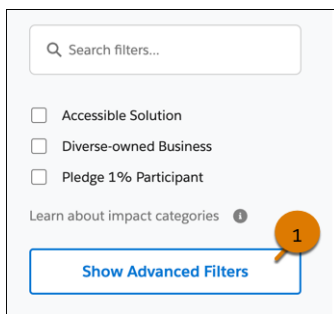 Search filters...
Accessible Solution
Diverse-owned Business
Pledge 1% Participant
Learn about impact categories
1
Show Advanced Filters